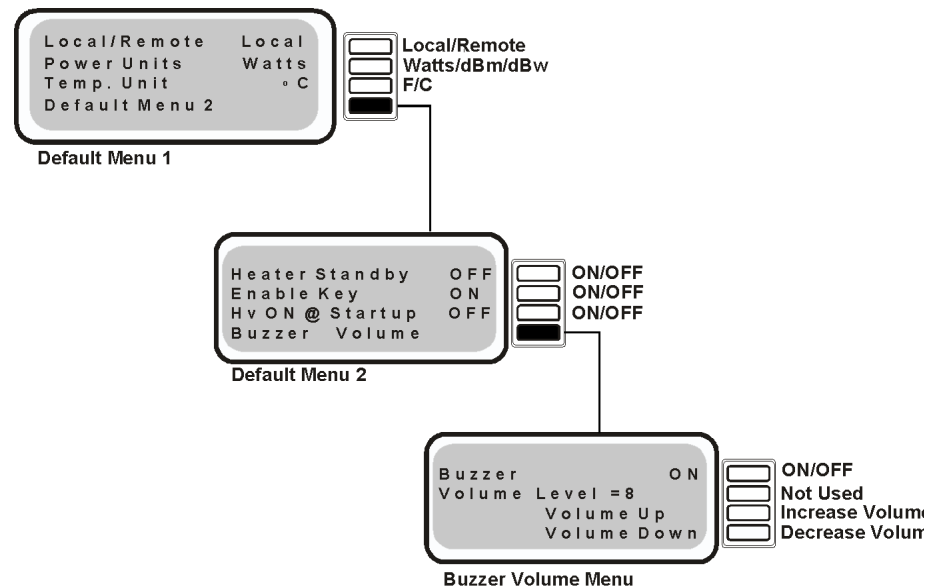 Local/Remote Local
Power Units Watts
Temp. Unit °C
Default Menu 2
Local/Remote
Watts/dBm/dBw
F/C
Default Menu 1
Heater Standby OFF
Enable Key ON
Hv ON @ Startup OFF
Buzzer Volume
ON/OFF
ON/OFF
ON/OFF
Default Menu 2
Buzzer ON
Volume Level =8
Volume Up
Volume Down
ON/OFF
Not Used
Increase Volum
Decrease Volum
Buzzer Volume Menu